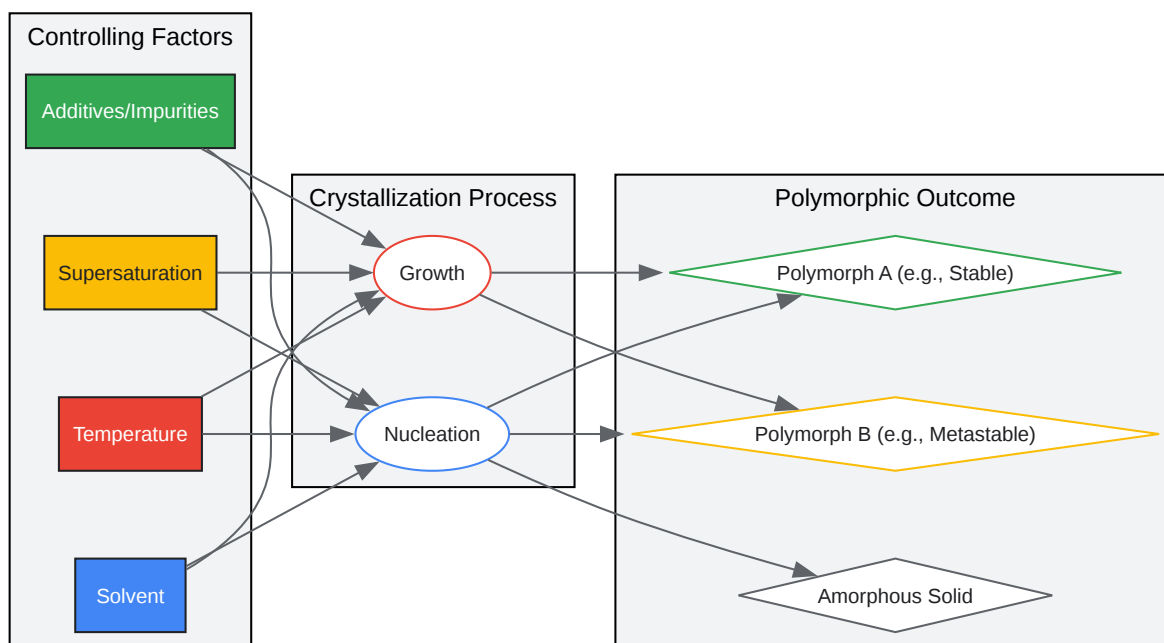 Controlling Factors
Additives/Impurities
Supersaturation
Temperature
Solvent
Crystallization Process
Growth
Nucleation
Polymorphic Outcome
Polymorph A (e.g., Stable)
Polymorph B (e.g., Metastable)
Amorphous Solid